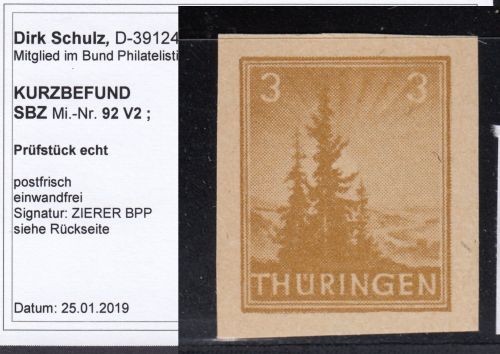 Dirk Schulz, D-39124
Mitglied im Bund Philatelisti
KURZBEFUND
SBZ Mi.-Nr. 92 V2 ;
Prüfstück echt
postfrisch
einwandfrei
Signatur: ZIERER BPP
siehe Rückseite
Datum: 25.01.2019
3 3
THÜRINGEN